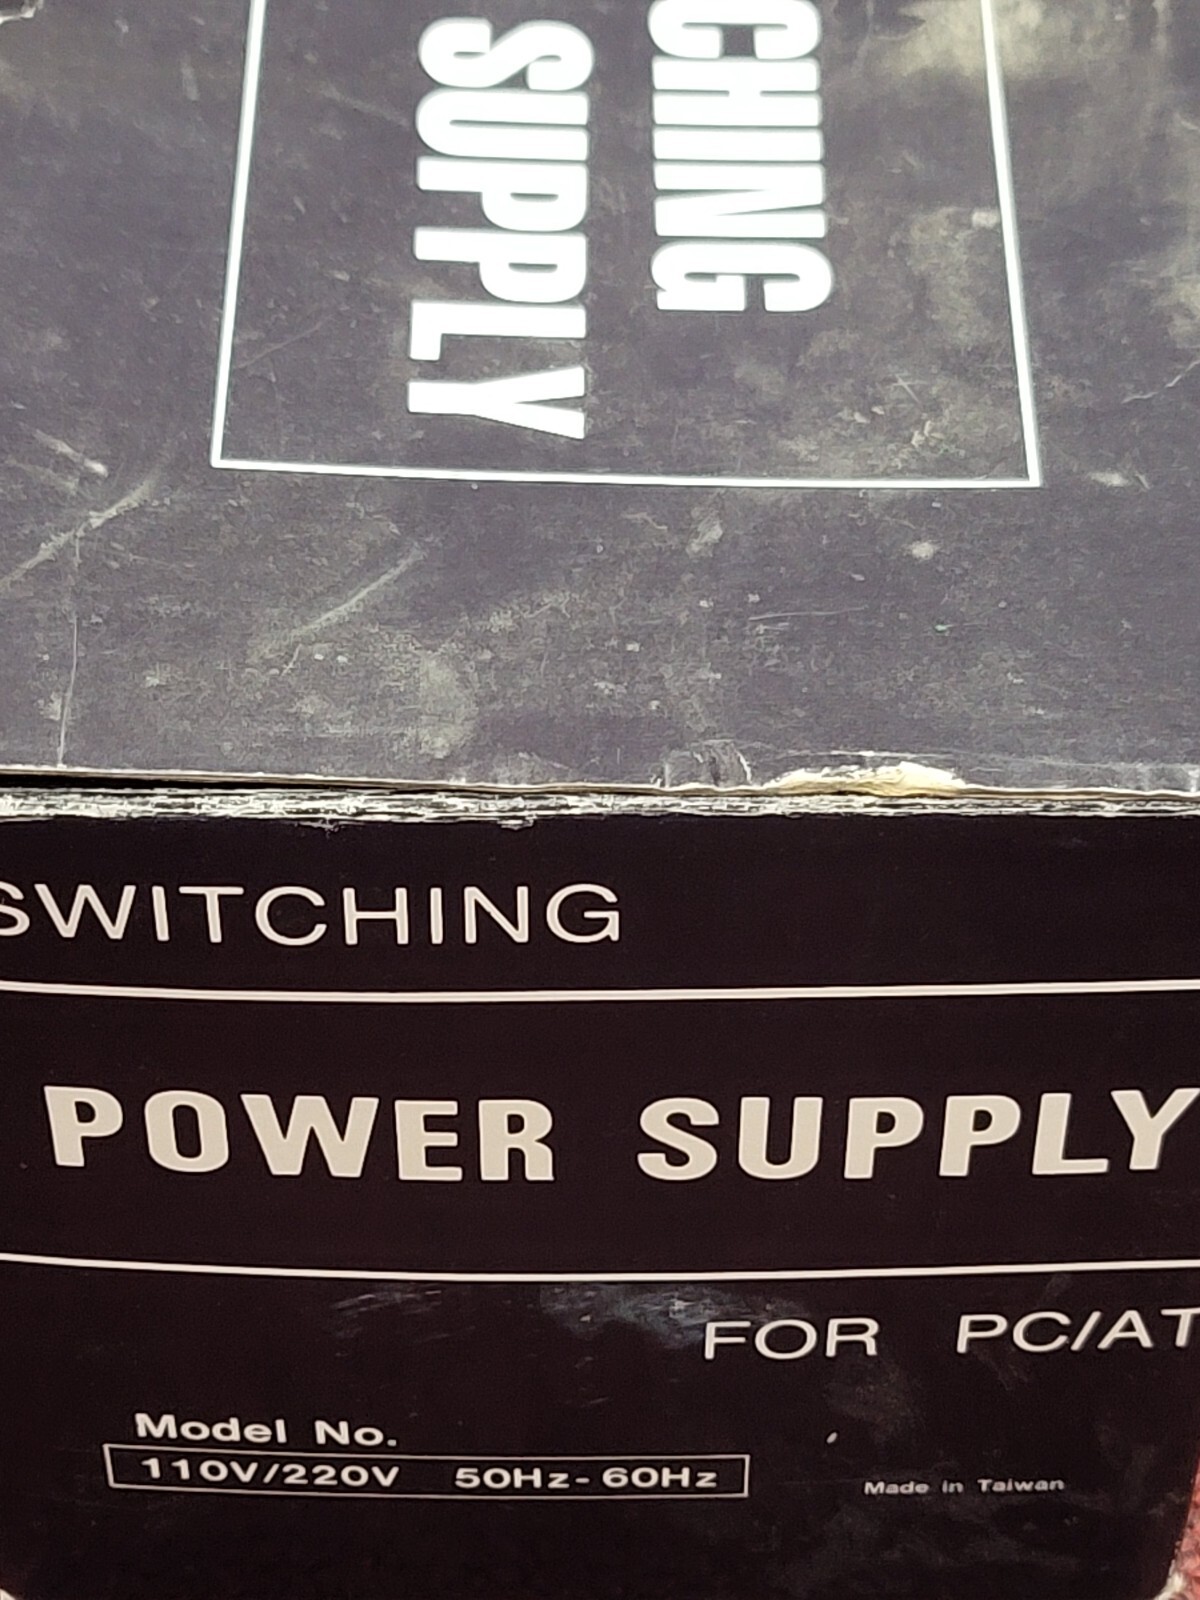 CHING
SUPPLY
SWITCHING
POWER SUPPLY
FOR PC/AT
Model No.
110V/220V 50Hz-60Hz
Made in Taiwan